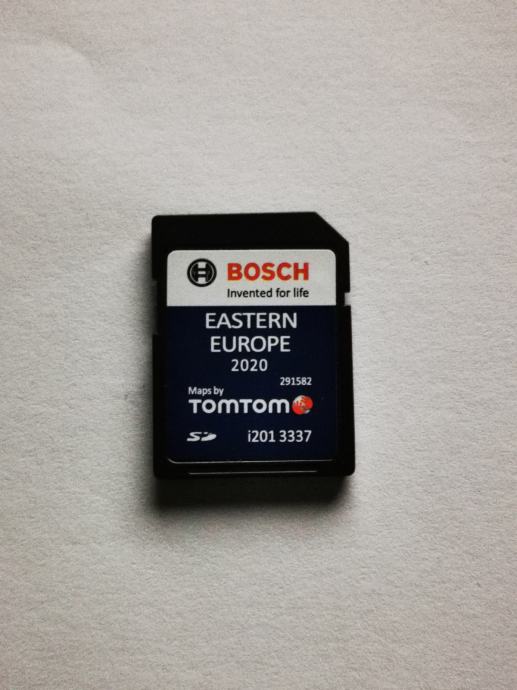 BOSCH
Invented for life
EASTERN
EUROPE
2020
291582
Maps by
TOMTOM
SD
i201 3337